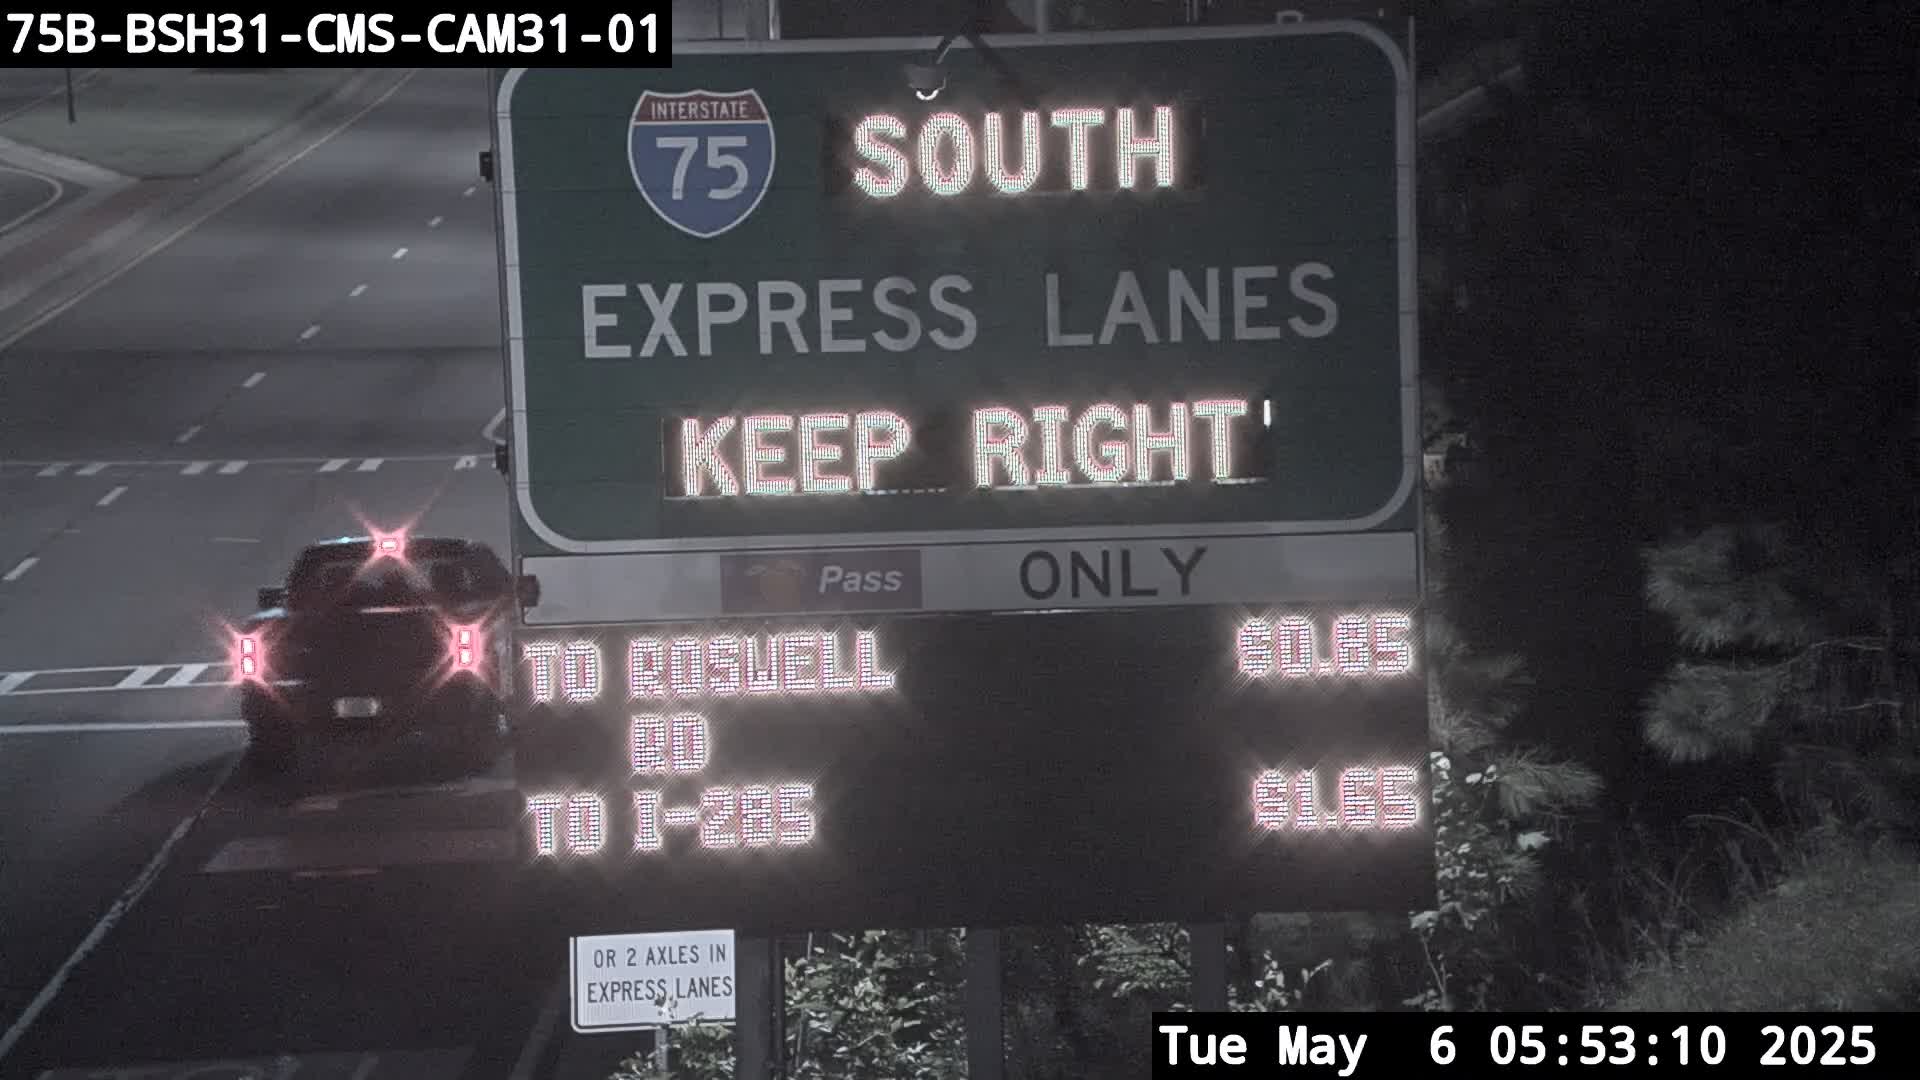 75B-BSH31-CMS-CAM31-01
INTERSTATE
75
SOUTH
EXPRESS LANES
KEEP RIGHT
Pass ONLY
TO ROSWELL $0.85
RD
TO I-285 $1.65
OR 2 AXLES IN
EXPRESS LANES
Tue May 6 05:53:10 2025